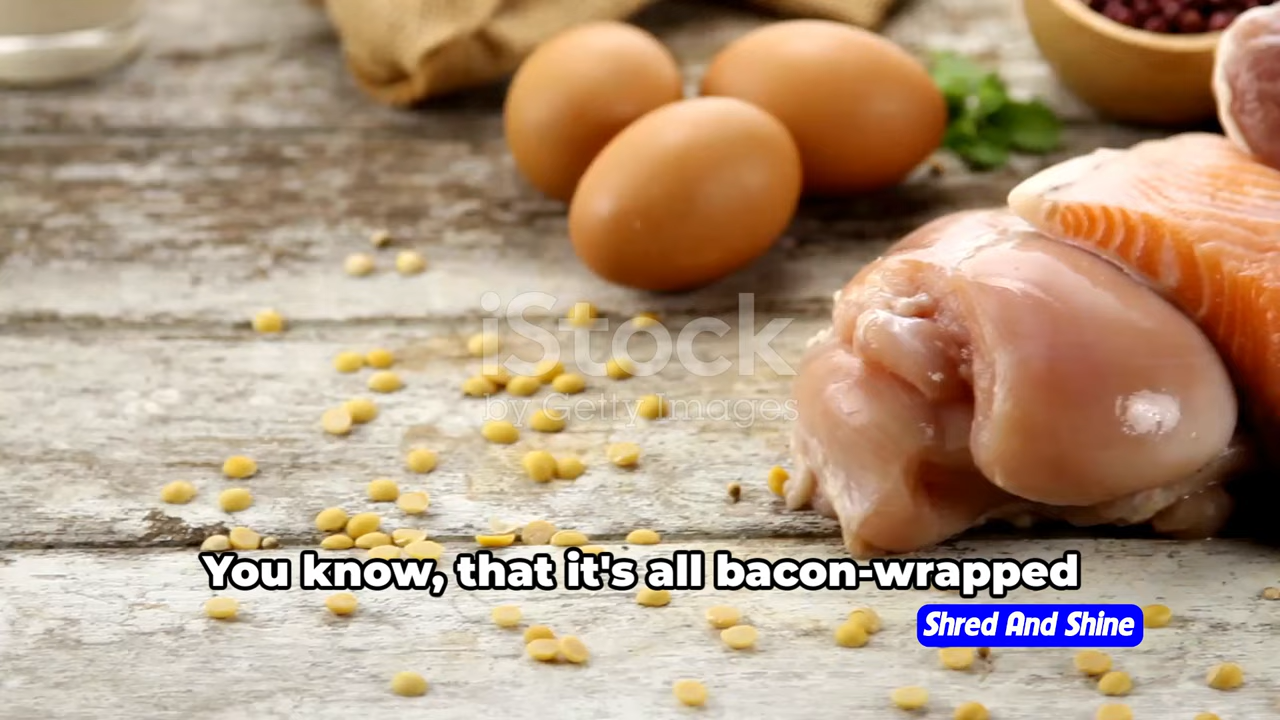 iStock
by Getty Images
You know, that it's all bacon-wrapped
Shred And Shine